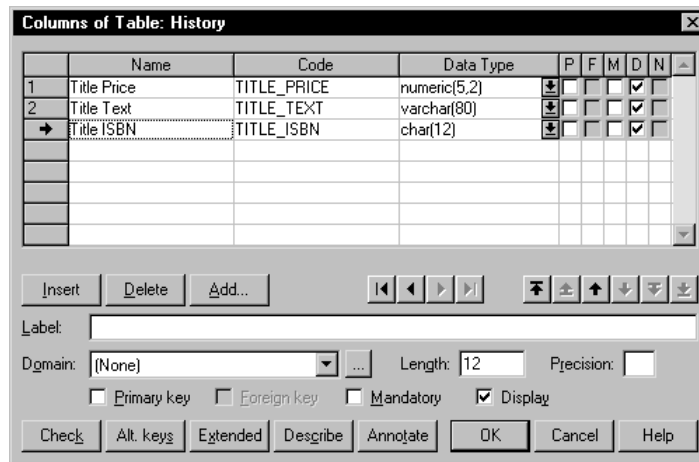 Columns of Table: History
Name Code Data Type P F M D N
1 Title Price TITLE_PRICE numeric(5,2)
2 Title Text TITLE_TEXT varchar(80)
Title ISBN TITLE_ISBN char(12)
Insert Delete Add...
Label:
Domain: (None) ... Length: 12 Precision:
Primary key Foreign key Mandatory Display
Check Alt. keys Extended Describe Annotate OK Cancel Help